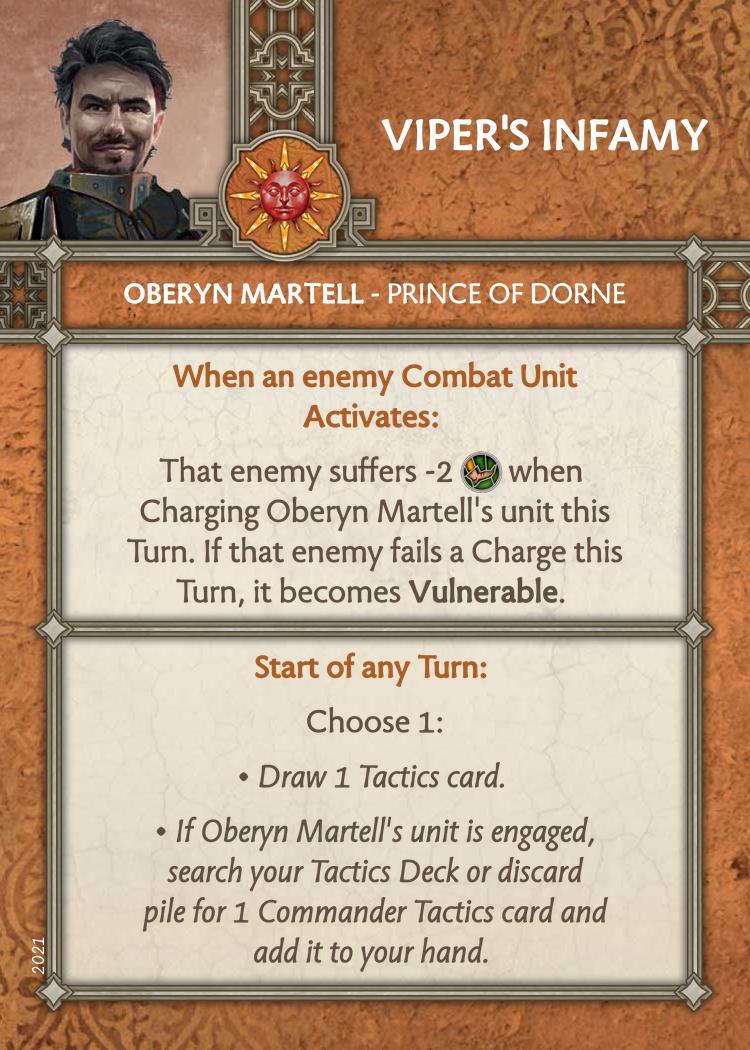 VIPER'S INFAMY
OBERYN MARTELL - PRINCE OF DORNE
When an enemy Combat Unit
Activates:
That enemy suffers -2 when
Charging Oberyn Martell's unit this
Turn. If that enemy fails a Charge this
Turn, it becomes Vulnerable.
Start of any Turn:
Choose 1:
• Draw 1 Tactics card.
• If Oberyn Martell's unit is engaged,
search your Tactics Deck or discard
pile for 1 Commander Tactics card and
add it to your hand.
2021